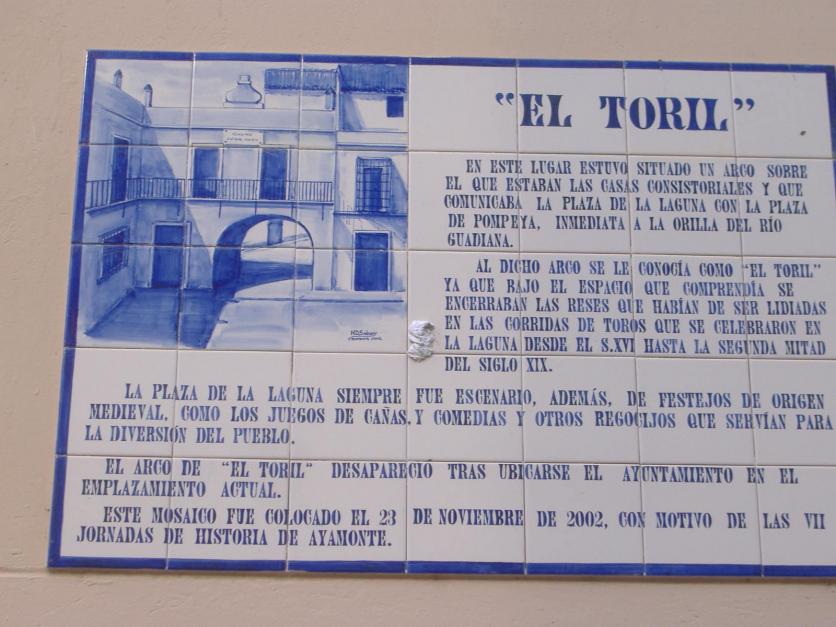 "EL TORIL"
EN ESTE LUGAR ESTUVO SITUADO UN ARCO SOBRE
EL QUE ESTABAN LAS CASAS CONSISTORIALES Y QUE
COMUNICABA LA PLAZA DE LA LAGUNA CON LA PLAZA
DE POMPEYA, INMEDIATA A LA ORILLA DEL RÍO
GUADIANA.
AL DICHO ARCO SE LE CONOCÍA COMO "EL TORIL"
YA QUE BAJO EL ESPACIO QUE COMPRENDÍA SE
ENCERRABAN LAS RESES QUE HABÍAN DE SER LIDIADAS
EN LAS CORRIDAS DE TOROS QUE SE CELEBRARON EN
LA LAGUNA DESDE EL S.XVI HASTA LA SEGUNDA MITAD
DEL SIGLO XIX.
LA PLAZA DE LA LAGUNA SIEMPRE FUE ESCENARIO, ADEMÁS, DE FESTEJOS DE ORIGEN
MEDIEVAL, COMO LOS JUEGOS DE CAÑAS, Y COMEDIAS Y OTROS REGOCIJOS QUE SERVÍAN PARA
LA DIVERSIÓN DEL PUEBLO.
EL ARCO DE "EL TORIL" DESAPARECIÓ TRAS UBICARSE EL AYUNTAMIENTO EN EL
EMPLAZAMIENTO ACTUAL.
ESTE MOSAICO FUE COLOCADO EL 23 DE NOVIEMBRE DE 2002, CON MOTIVO DE LAS VII
JORNADAS DE HISTORIA DE AYAMONTE.